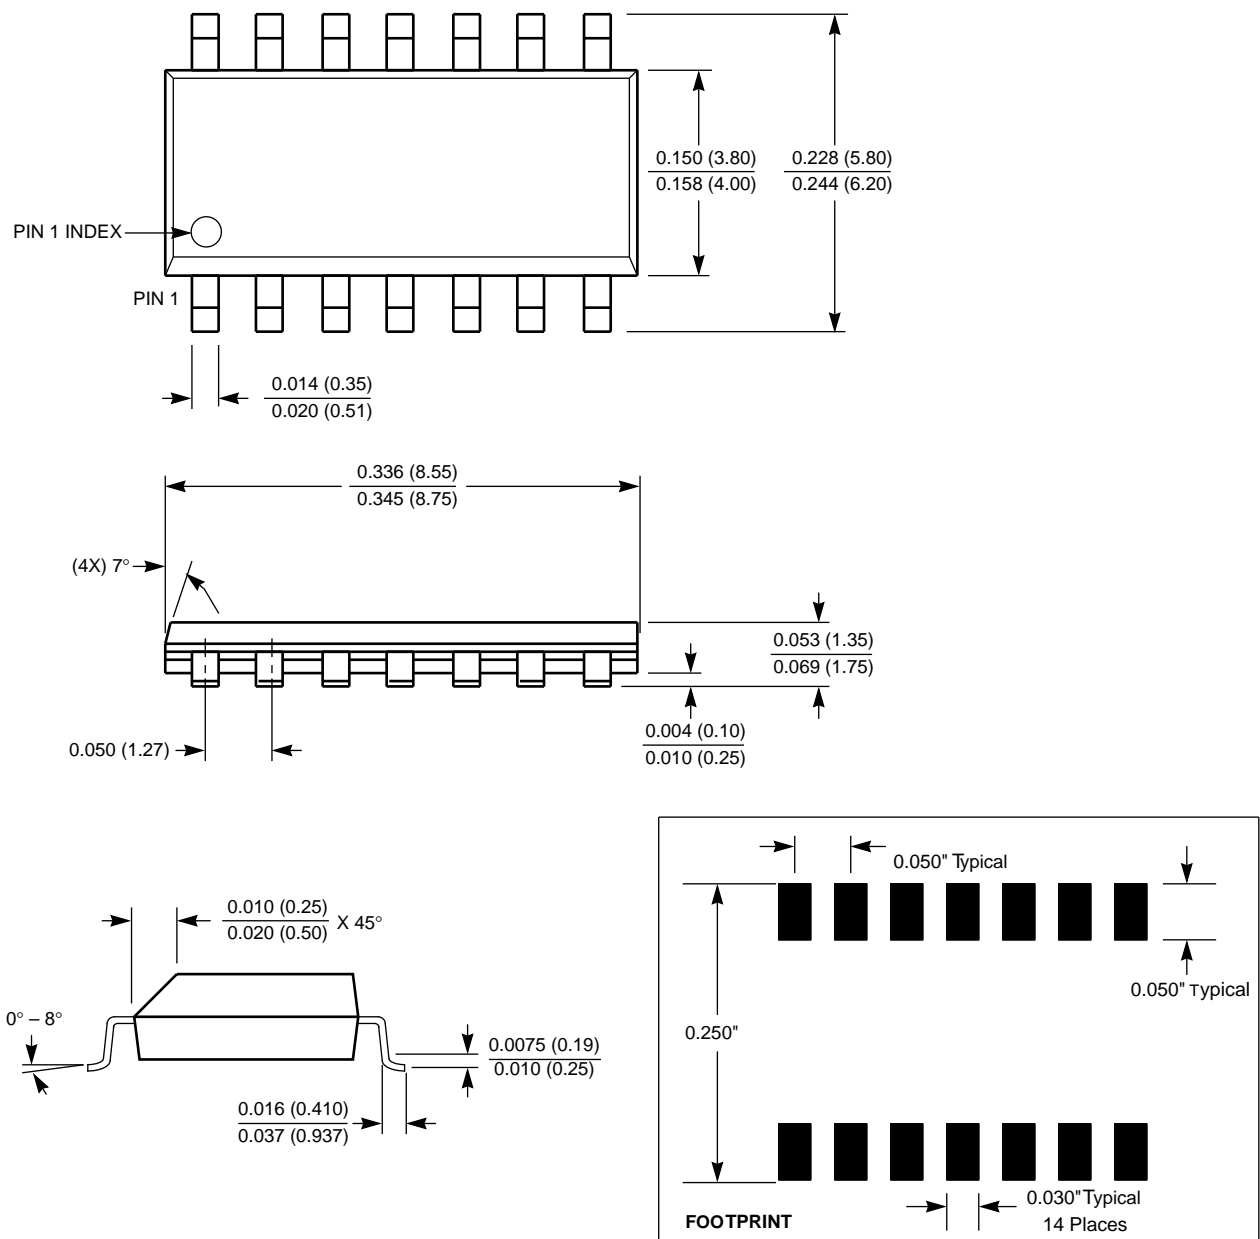 0.150 (3.80)
0.158 (4.00)
0.228 (5.80)
0.244 (6.20)
PIN 1 INDEX
PIN 1
0.014 (0.35)
0.020 (0.51)
0.336 (8.55)
0.345 (8.75)
(4X) 7°
0.053 (1.35)
0.069 (1.75)
0.004 (0.10)
0.010 (0.25)
0.050 (1.27)
0.010 (0.25)
0.020 (0.50)
X 45°
0° – 8°
0.0075 (0.19)
0.010 (0.25)
0.016 (0.410)
0.037 (0.937)
0.050" Typical
0.050" Typical
0.250"
0.030" Typical
14 Places
FOOTPRINT